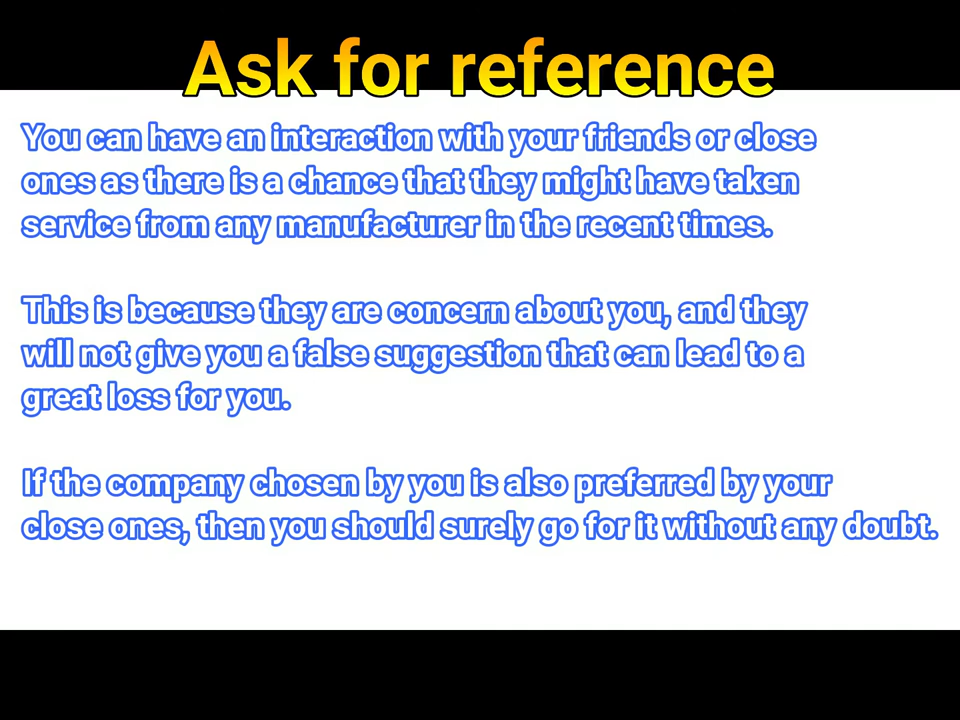 Ask for reference
You can have an interaction with your friends or close
ones as there is a chance that they might have taken
service from any manufacturer in the recent times.
This is because they are concern about you, and they
will not give you a false suggestion that can lead to a
great loss for you.
If the company chosen by you is also preferred by your
close ones, then you should surely go for it without any doubt.